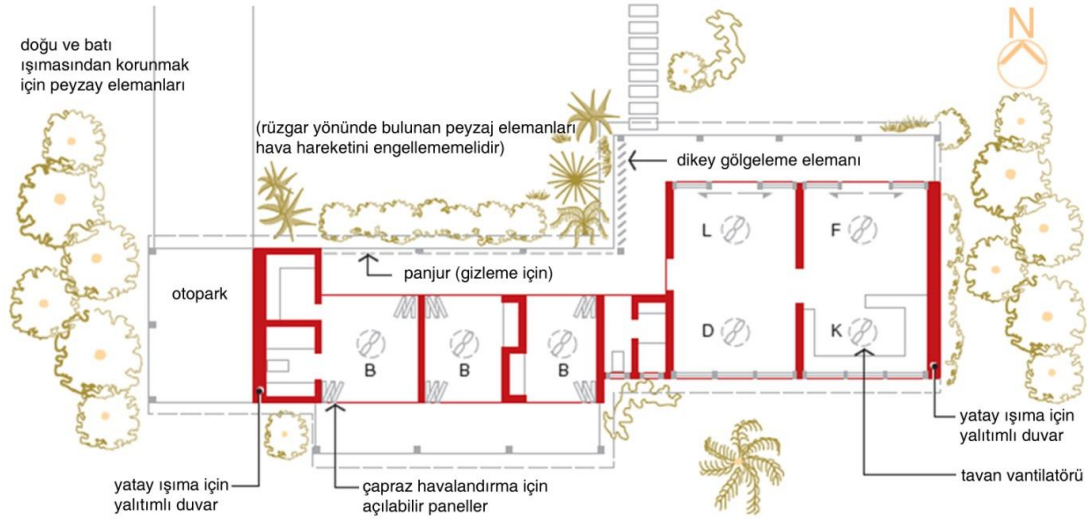 N
doğu ve batı
ışımasından korunmak
için peyzay elemanları
(rüzgar yönünde bulunan peyzaj elemanları
hava hareketini engellememelidir)
dikey gölgeleme elemanı
L
F
panjur (gizleme için)
otopark
D
K
B
B
B
yatay ışıma için
yalıtımlı duvar
tavan vantilatörü
yatay ışıma için
yalıtımlı duvar
çapraz havalandırma için
açılabilir paneller